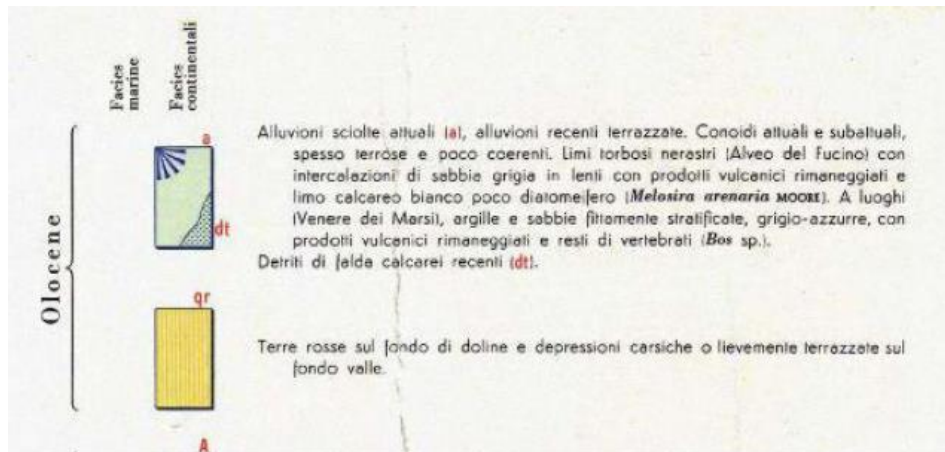 Facies marine
Facies continentali
Olocene
a
dt
Alluvioni sciolte attuali (a), alluvioni recenti terrazzate. Conoidi attuali e subattuali,
spesso terrose e poco coerenti. Limi torbosi nerastri (Alveo del Fucino) con
intercalazioni di sabbia grigia in lenti con prodotti vulcanici rimaneggiati e
limo calcareo bianco poco diatomeifero (Melosira arenaria MOORE). A luoghi
(Venere dei Marsi), argille e sabbie fittamente stratificate, grigio-azzurre, con
prodotti vulcanici rimaneggiati e resti di vertebrati (Bos sp.).
Detriti di falda calcarei recenti (dt).
qr
Terre rosse sul fondo di doline e depressioni carsiche o lievemente terrazzate sul
fondo valle.
A